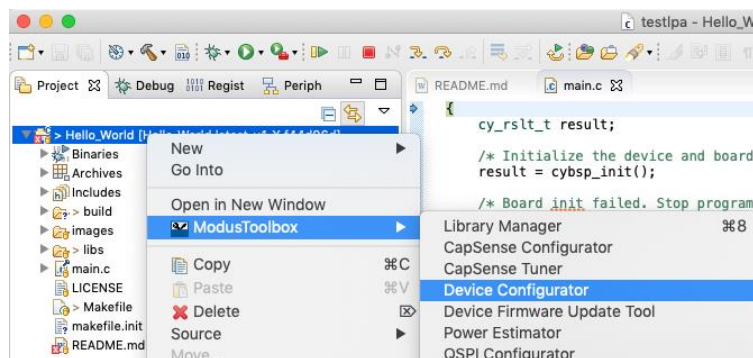 testlpa - Hello_W
Project Debug Regist Periph
README.md main.c
> Hello_World
Binaries
Archives
Includes
> build
> images
> libs
main.c
LICENSE
> Makefile
makefile.init
README.md
{
cy_rslt_t result;
/* Initialize the device and board
result = cybsp_init();
/* Board init failed. Stop program
New
Go Into
Open in New Window
ModusToolbox
Copy ⌘C
Paste ⌘V
Delete ⌦
Source
Move
Library Manager ⌘8
CapSense Configurator
CapSense Tuner
Device Configurator
Device Firmware Update Tool
Power Estimator
QSPI Configurator